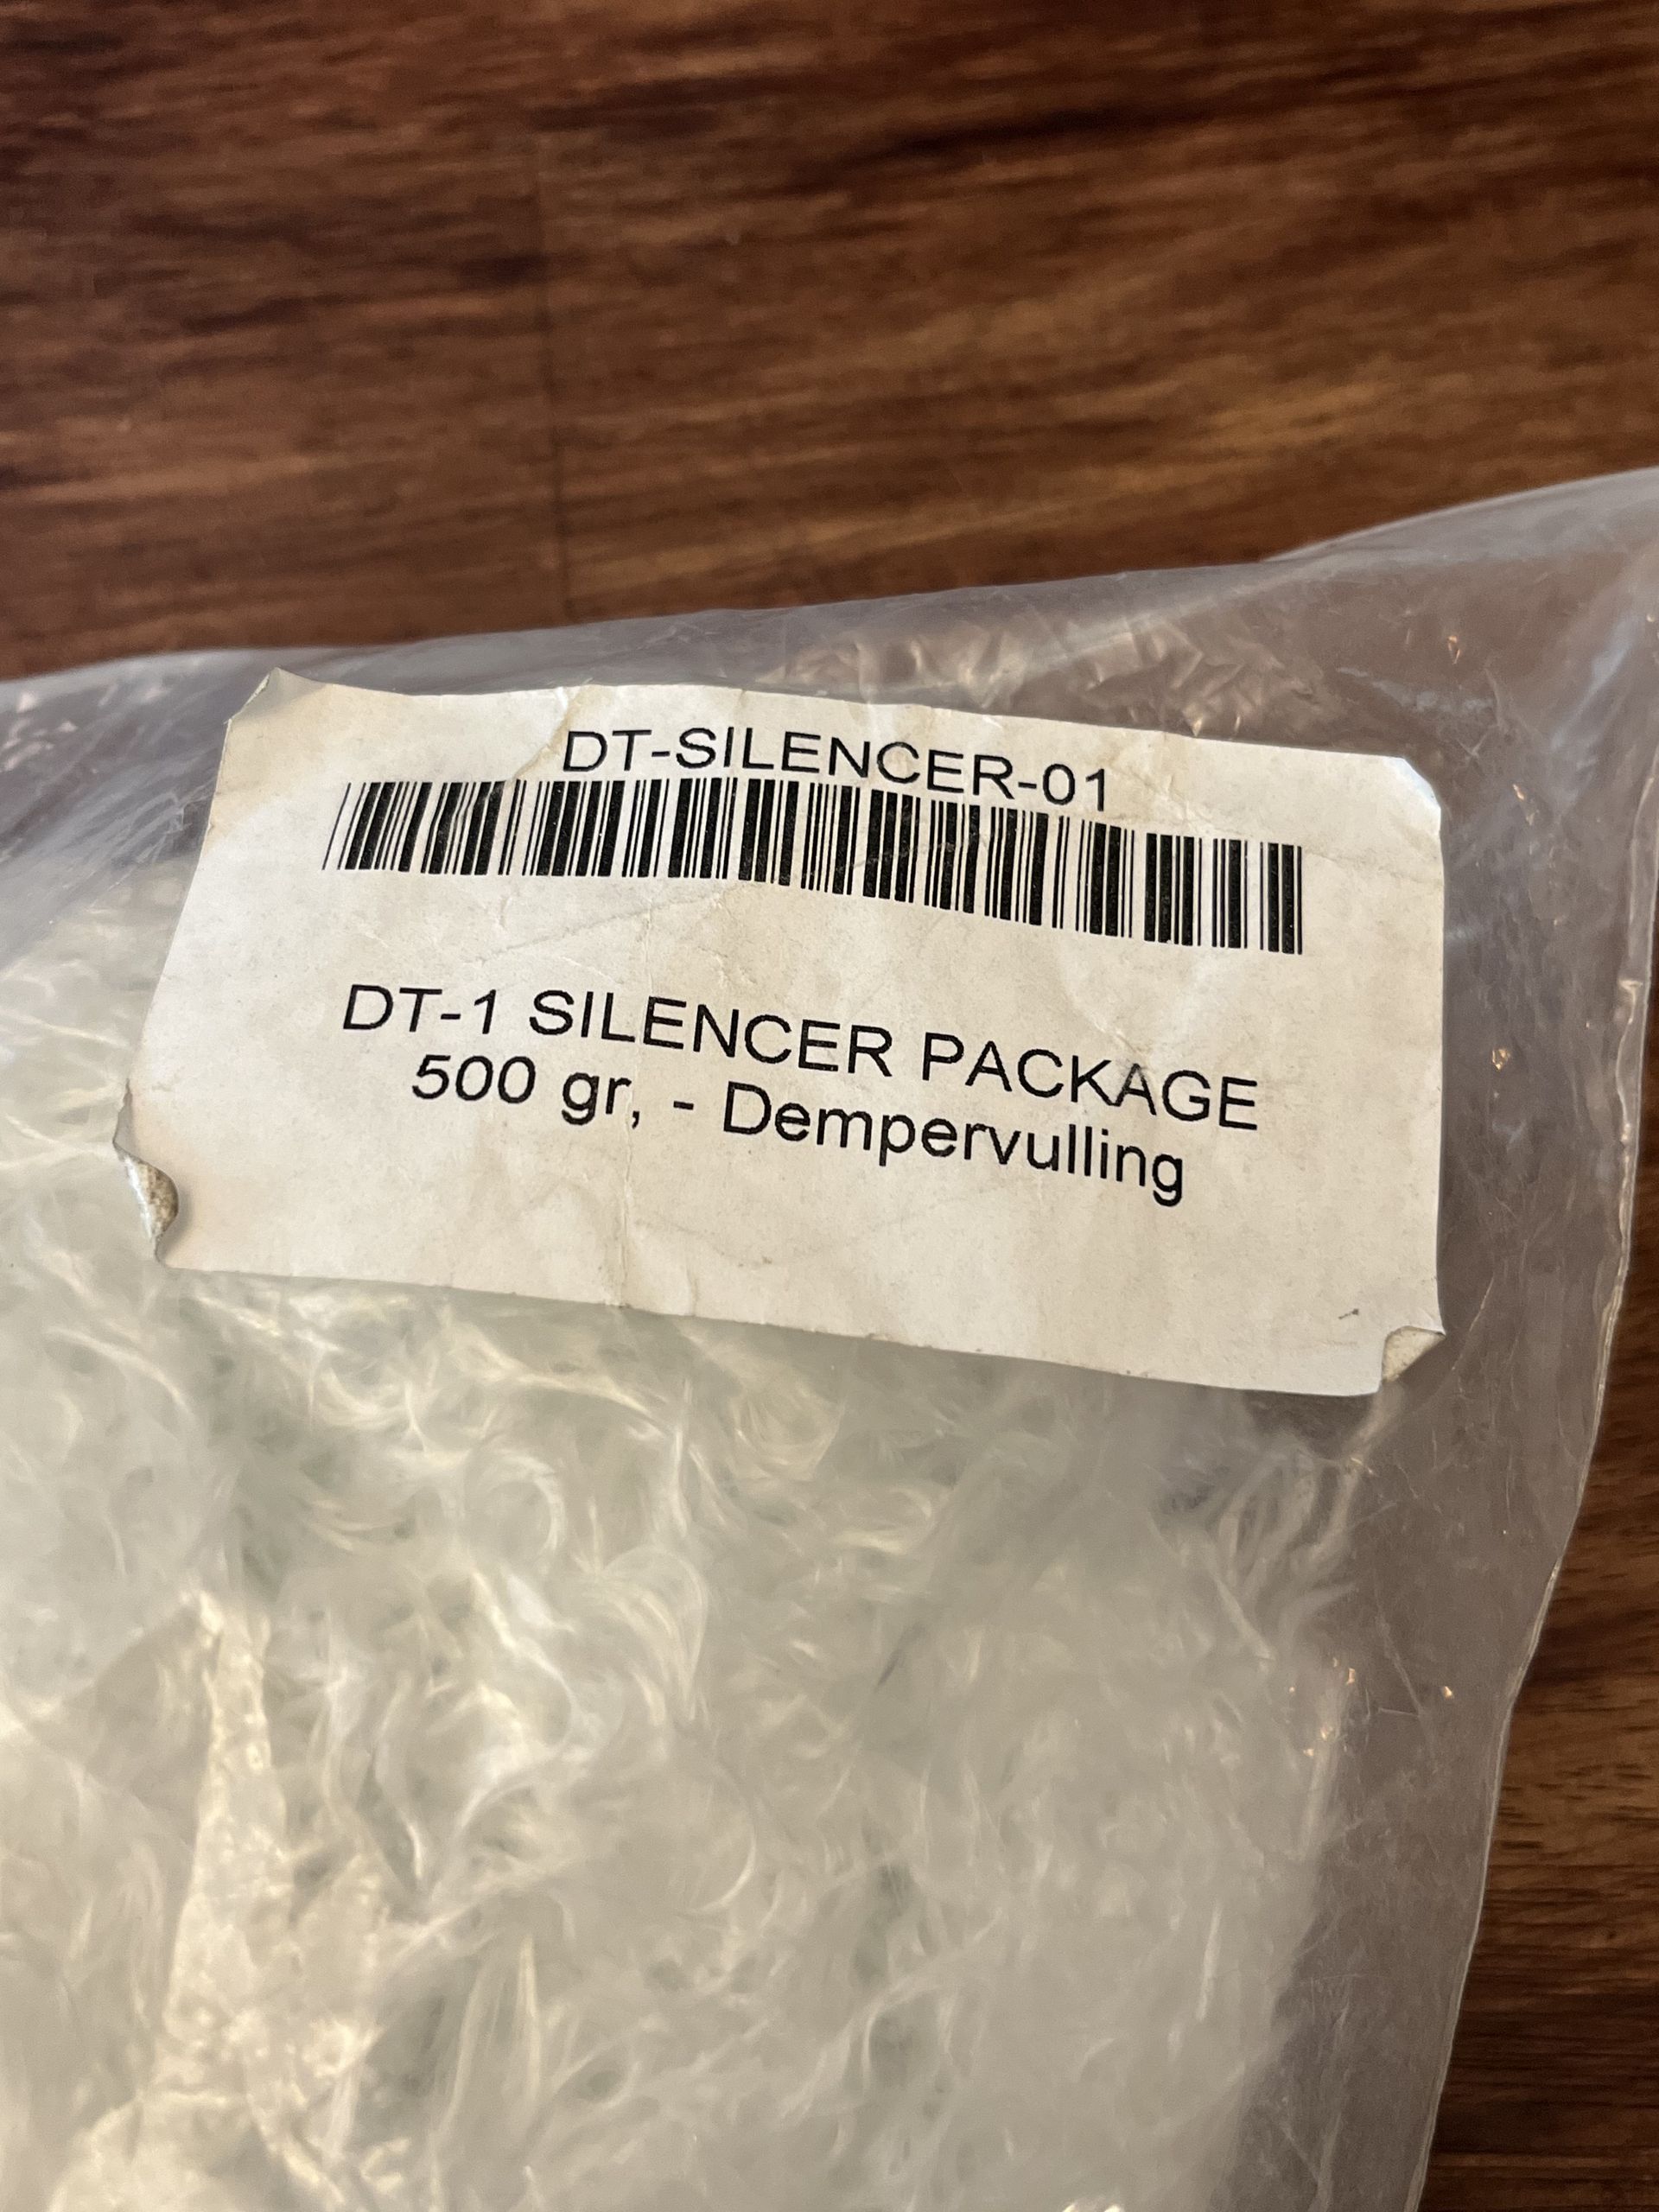 DT-SILENCER-01
DT-1 SILENCER PACKAGE
500 gr, - Dempervulling